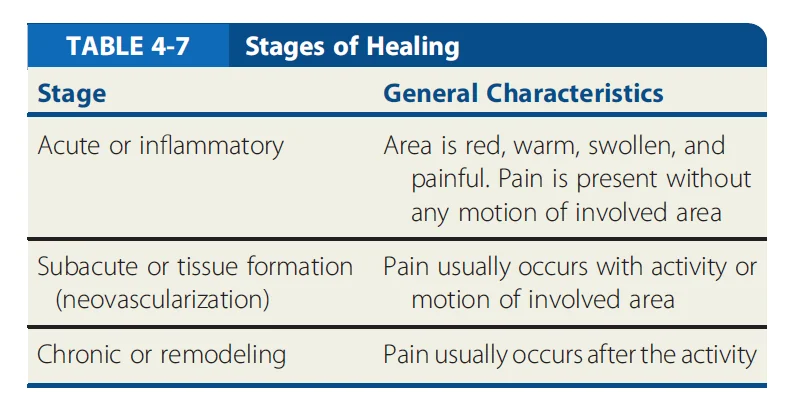 TABLE 4-7 Stages of Healing
Stage General Characteristics
Acute or inflammatory Area is red, warm, swollen, and
painful. Pain is present without
any motion of involved area
Subacute or tissue formation Pain usually occurs with activity or
(neovascularization) motion of involved area
Chronic or remodeling Pain usually occurs after the activity